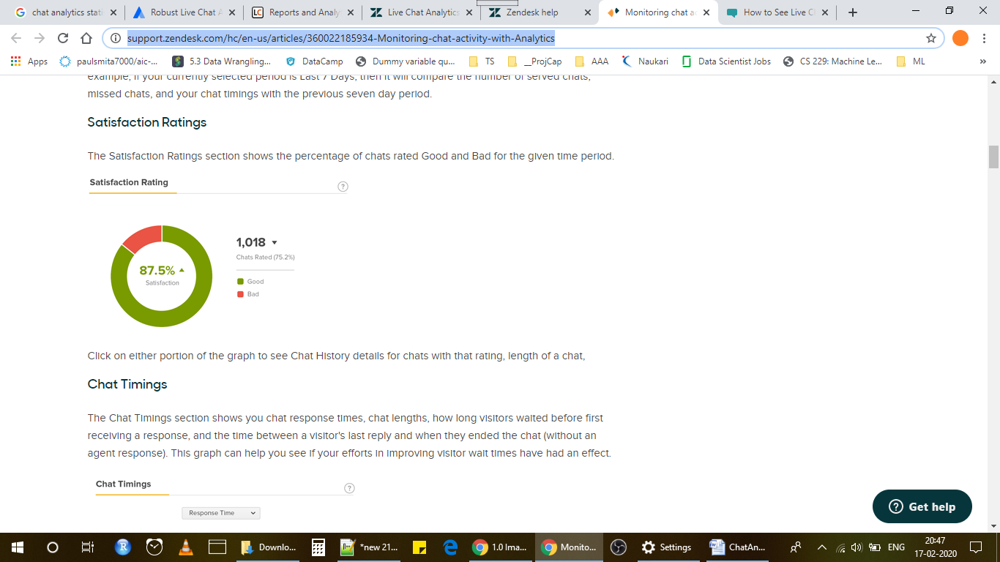 chat analytics stati
Robust Live Chat A
Reports and Analy
Live Chat Analytics
Zendesk help
Monitoring chat a
How to See Live C
support.zendesk.com/hc/en-us/articles/360022185934-Monitoring-chat-activity-with-Analytics
Apps
paulsmita7000/aic-...
5.3 Data Wrangling...
DataCamp
Dummy variable qu...
TS
__ProjCap
AAA
Naukari
Data Scientist Jobs
CS 229: Machine Le...
ML
»
example, if your currently selected period is Last 7 Days, then it will compare the number of served chats,
missed chats, and your chat timings with the previous seven day period.
Satisfaction Ratings
The Satisfaction Ratings section shows the percentage of chats rated Good and Bad for the given time period.
Satisfaction Rating
?
87.5%
Satisfaction
1,018
Chats Rated (75.2%)
Good
Bad
Click on either portion of the graph to see Chat History details for chats with that rating, length of a chat,
Chat Timings
The Chat Timings section shows you chat response times, chat lengths, how long visitors waited before first
receiving a response, and the time between a visitor's last reply and when they ended the chat (without an
agent response). This graph can help you see if your efforts in improving visitor wait times have had an effect.
Chat Timings
?
Response Time
Get help
Downlo...
*new 21...
1.0 Ima...
Monito...
Settings
ChatAn...
ENG
20:47
17-02-2020